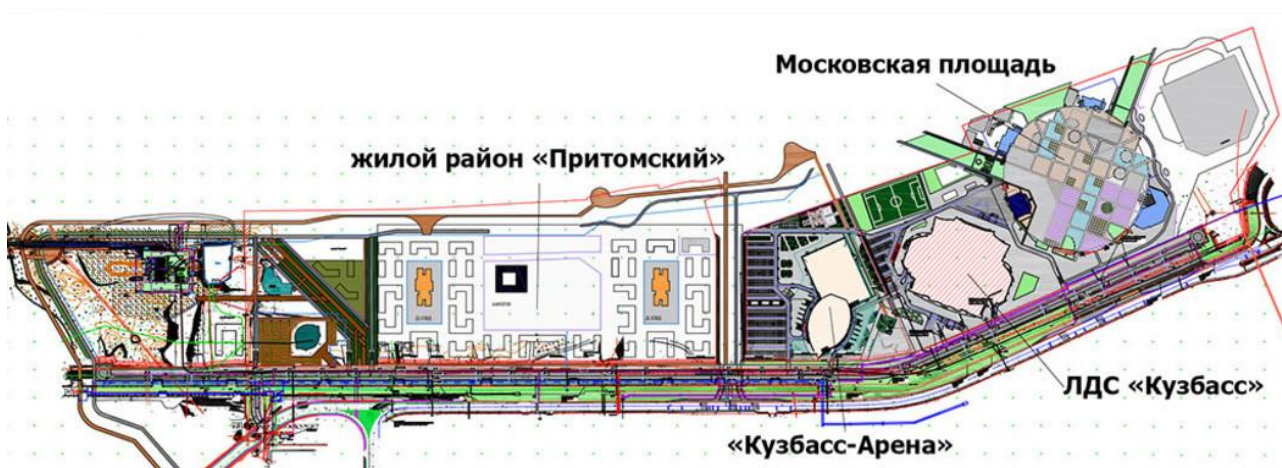 Московская площадь
жилой район «Притомский»
ЛДС «Кузбасс»
«Кузбасс-Арена»